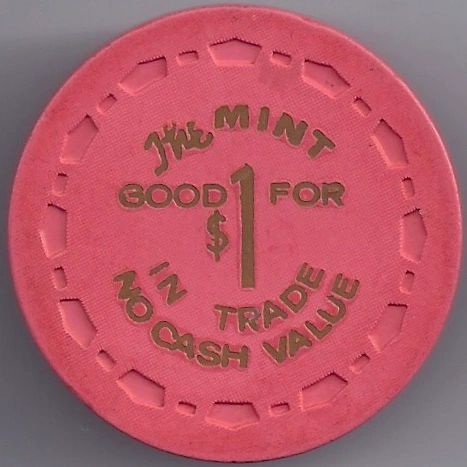 The MINT
GOOD FOR
$1
IN TRADE
NO CASH VALUE